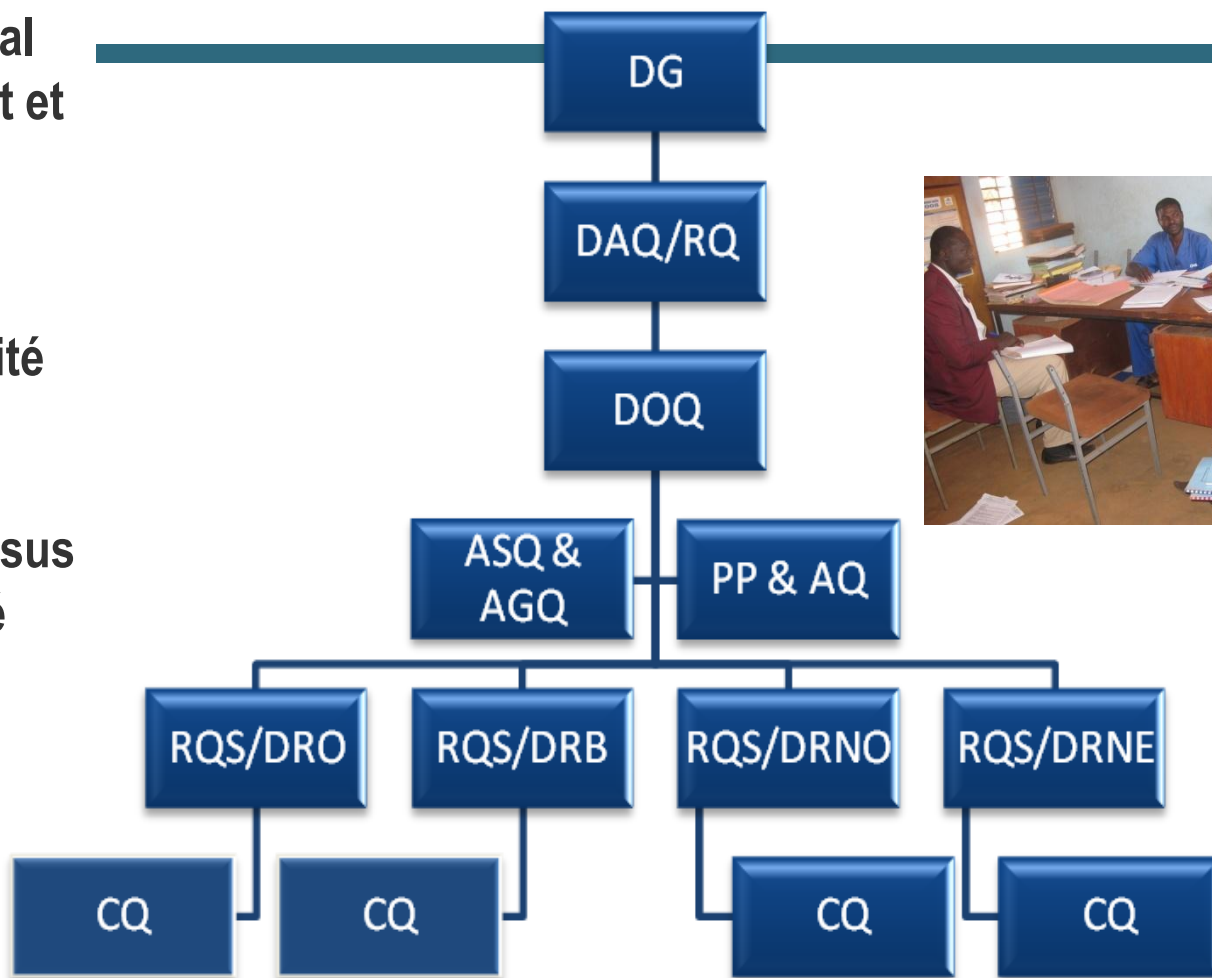 al
t et
ité
sus
é
DG
DAQ/RQ
DOQ
ASQ &
AGQ
PP & AQ
RQS/DRO
RQS/DRB
RQS/DRNO
RQS/DRNE
CQ
CQ
CQ
CQ